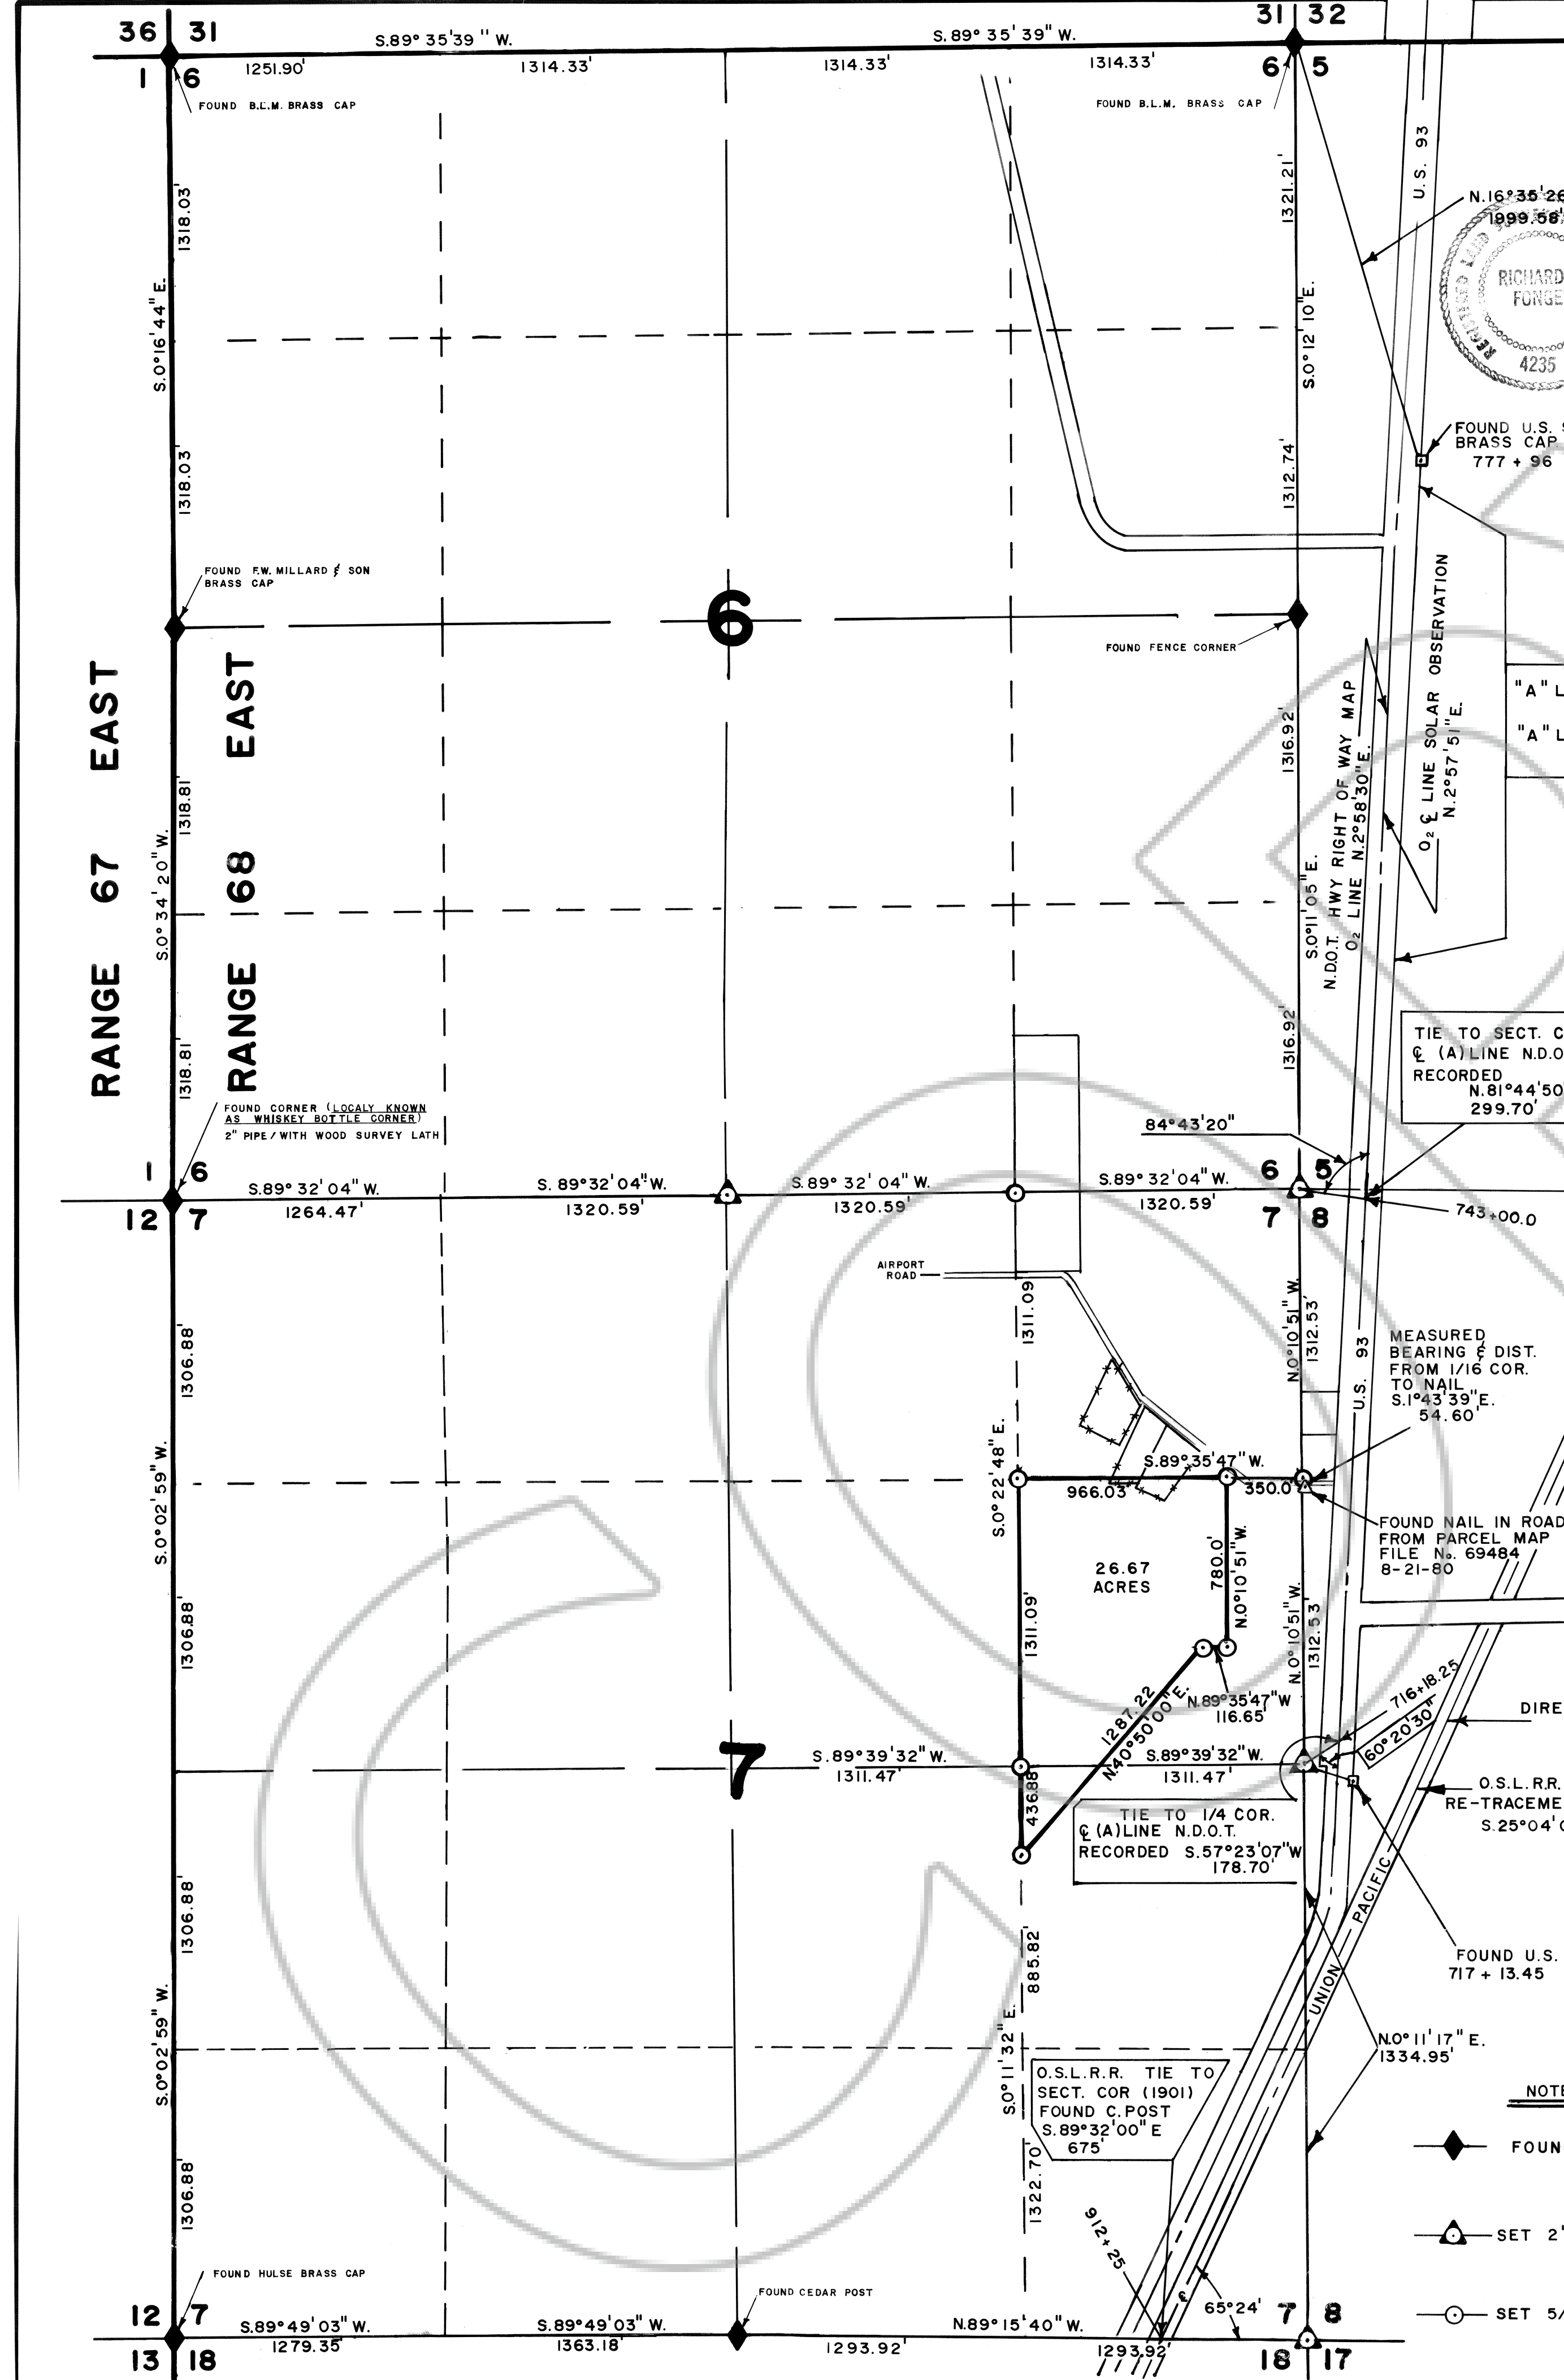 36 31
S.89° 35'39 " W.
S. 89° 35' 39" W.
31 32
1 6
1251.90'
1314.33'
1314.33'
1314.33'
6 5
FOUND B.L.M. BRASS CAP
FOUND B.L.M. BRASS CAP
U.S. 93
1318.03'
1321.21'
N.16°35'26
1999.58'
REGISTERED LAND
RICHARD
FONGE
4235
S.0°16'44" E.
S.0°12'10"E.
FOUND U.S.
BRASS CAP
777 + 96
1318.03'
1312.74'
FOUND F.W. MILLARD & SON
BRASS CAP
6
FOUND FENCE CORNER
RANGE 67 EAST
RANGE 68 EAST
1318.81'
S.0° 34' 20" W.
1318.81'
1316.92'
S.0°11'05"E.
1316.92'
N.D.O.T. HWY RIGHT OF WAY MAP
O₂ LINE N.2°58'30"E.
O₂ ℄ LINE SOLAR OBSERVATION
N.2°57'51"E.
"A" L
"A" L
TIE TO SECT. C
℄ (A) LINE N.D.O
RECORDED
N.81°44'50
299.70'
FOUND CORNER (LOCALY KNOWN
AS WHISKEY BOTTLE CORNER)
2" PIPE/WITH WOOD SURVEY LATH
84°43'20"
1 6
S.89° 32' 04" W.
S. 89°32'04" W.
S.89° 32' 04" W.
S.89° 32'04" W.
6 5
12 7
1264.47'
1320.59'
1320.59'
1320.59'
7 8
743+00.0
AIRPORT
ROAD
1311.09
N.0°10'51" W.
1312.53'
1306.88'
U.S. 93
MEASURED
BEARING & DIST.
FROM 1/16 COR.
TO NAIL
S.1°43'39"E.
54.60'
S.0°02'59" W.
S.0°22'48" E.
S.89°35'47" W.
966.03'
350.0'
FOUND NAIL IN ROAD
FROM PARCEL MAP
FILE No. 69484
8-21-80
26.67
ACRES
780.0'
N.0°10'51"W.
1306.88'
1311.09'
N.0°10'51" W.
1312.53'
N.89°35'47"W
116.65'
1287.22
N.40°50'00"E.
716+18.25
60°20'30"
DIRE
7
S.89°39'32" W.
1311.47'
S.89°39'32"W.
1311.47'
436.88'
O.S.L.R.R.
RE-TRACEME
S.25°04'0
TIE TO 1/4 COR.
℄ (A) LINE N.D.O.T.
RECORDED S.57°23'07"W
178.70'
1306.88'
885.82'
UNION PACIFIC
FOUND U.S.
717 + 13.45
S.0°02'59" W.
S.0°11'32" E.
N.0°11'17" E.
1334.95'
O.S.L.R.R. TIE TO
SECT. COR (1901)
FOUND C. POST
S.89°32'00" E
675'
NOTE
FOUN
1306.88'
1322.70'
912+25
SET 2"
FOUND HULSE BRASS CAP
FOUND CEDAR POST
℄
65°24'
SET 5/
12 7
S.89°49'03" W.
S.89°49'03" W.
N.89°15'40" W.
7 8
1279.35'
1363.18'
1293.92'
1293.92'
13 18
18 17